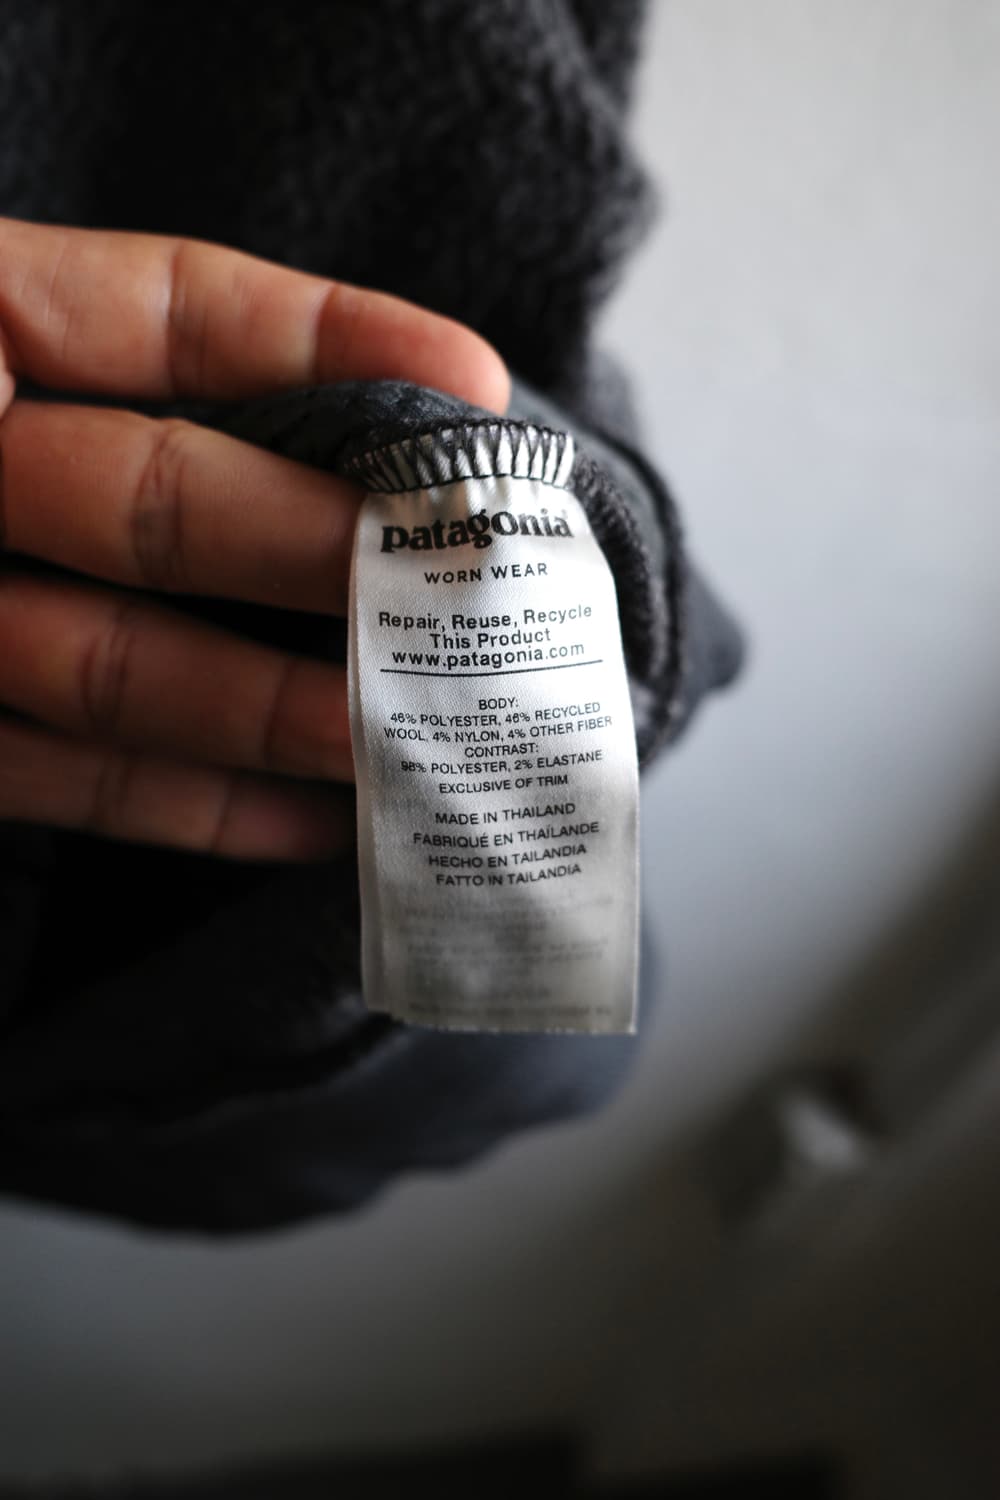 patagonia
WORN WEAR
Repair, Reuse, Recycle
This Product
www.patagonia.com
BODY:
46% POLYESTER, 46% RECYCLED
WOOL, 4% NYLON, 4% OTHER FIBER
CONTRAST:
98% POLYESTER, 2% ELASTANE
EXCLUSIVE OF TRIM
MADE IN THAILAND
FABRIQUÉ EN THAÏLANDE
HECHO EN TAILANDIA
FATTO IN TAILANDIA